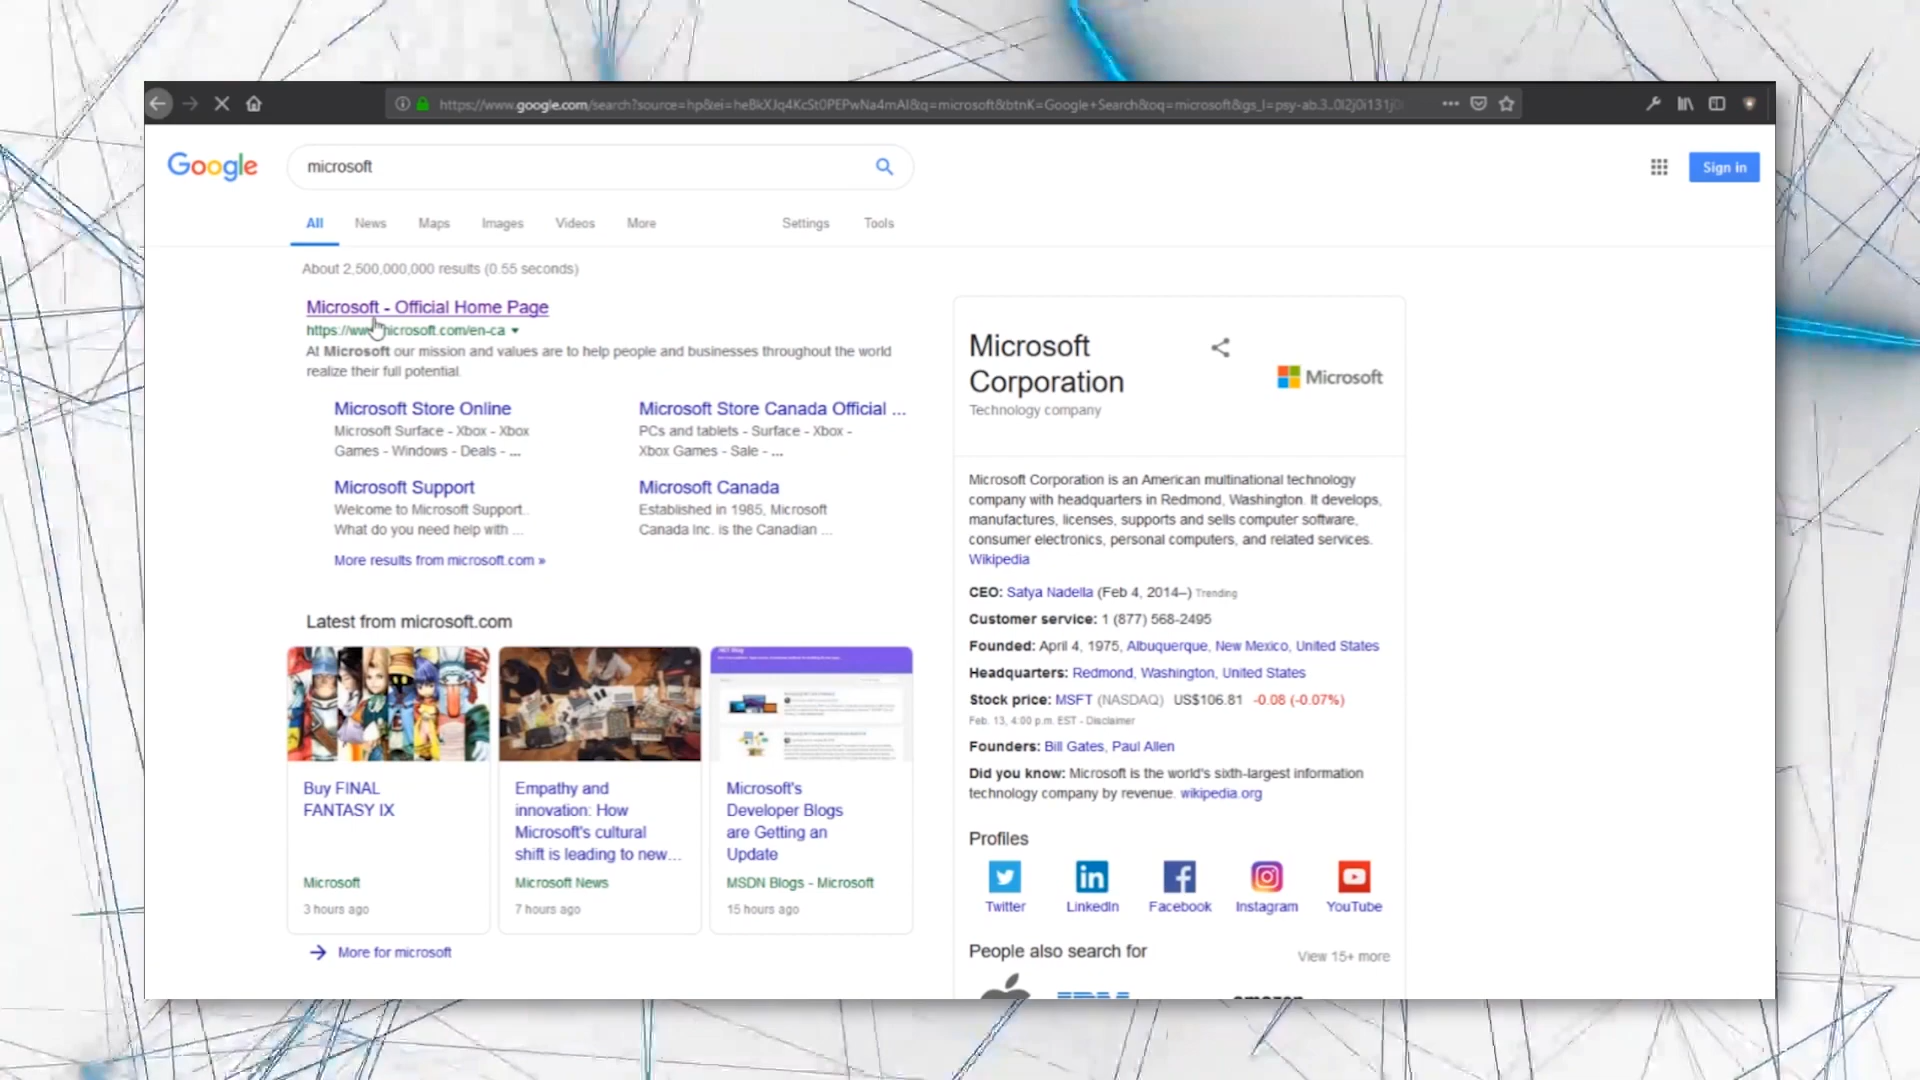 https://www.google.com/search?source=hp&ei=heBkXJq4KcSt0PEPwNa4mAI&q=microsoft&btnK=Google+Search&oq=microsoft&gs_l=psy-ab.3..0i2j0i131j0
Google
microsoft
Sign in
All News Maps Images Videos More Settings Tools
About 2,500,000,000 results (0.55 seconds)
Microsoft - Official Home Page
https://www.microsoft.com/en-ca
At Microsoft our mission and values are to help people and businesses throughout the world
realize their full potential.
Microsoft Store Online
Microsoft Surface - Xbox - Xbox
Games - Windows - Deals - ...
Microsoft Store Canada Official ...
PCs and tablets - Surface - Xbox -
Xbox Games - Sale - ...
Microsoft Support
Welcome to Microsoft Support.
What do you need help with ...
Microsoft Canada
Established in 1985, Microsoft
Canada Inc. is the Canadian ...
More results from microsoft.com »
Latest from microsoft.com
Buy FINAL
FANTASY IX
Microsoft
3 hours ago
Empathy and
innovation: How
Microsoft's cultural
shift is leading to new...
Microsoft News
7 hours ago
Microsoft's
Developer Blogs
are Getting an
Update
MSDN Blogs - Microsoft
15 hours ago
More for microsoft
Microsoft
Corporation
Technology company
Microsoft
Microsoft Corporation is an American multinational technology
company with headquarters in Redmond, Washington. It develops,
manufactures, licenses, supports and sells computer software,
consumer electronics, personal computers, and related services.
Wikipedia
CEO: Satya Nadella (Feb 4, 2014–) Trending
Customer service: 1 (877) 568-2495
Founded: April 4, 1975, Albuquerque, New Mexico, United States
Headquarters: Redmond, Washington, United States
Stock price: MSFT (NASDAQ) US$106.81 -0.08 (-0.07%)
Feb. 13, 4:00 p.m. EST - Disclaimer
Founders: Bill Gates, Paul Allen
Did you know: Microsoft is the world's sixth-largest information
technology company by revenue. wikipedia.org
Profiles
Twitter LinkedIn Facebook Instagram YouTube
People also search for
View 15+ more